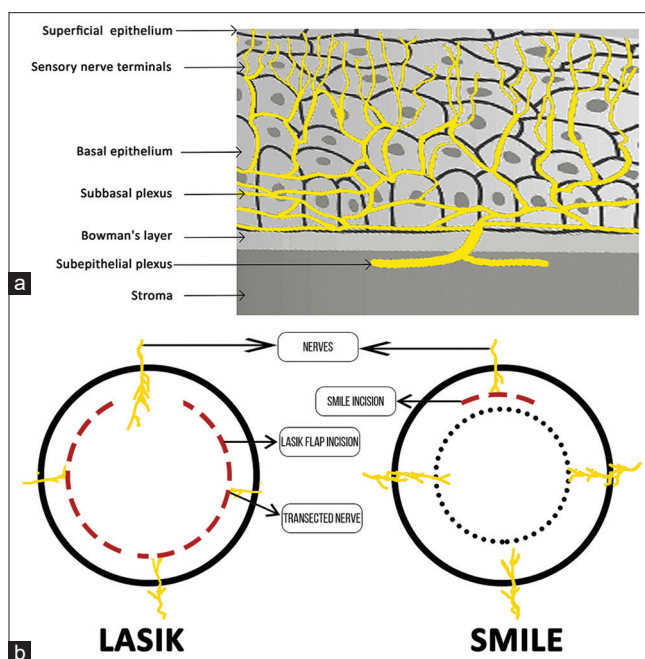 Superficial epithelium
Sensory nerve terminals
Basal epithelium
Subbasal plexus
Bowman's layer
Subepithelial plexus
Stroma
a
NERVES
SMILE INCISION
LASIK FLAP INCISION
TRANSECTED NERVE
b
LASIK
SMILE